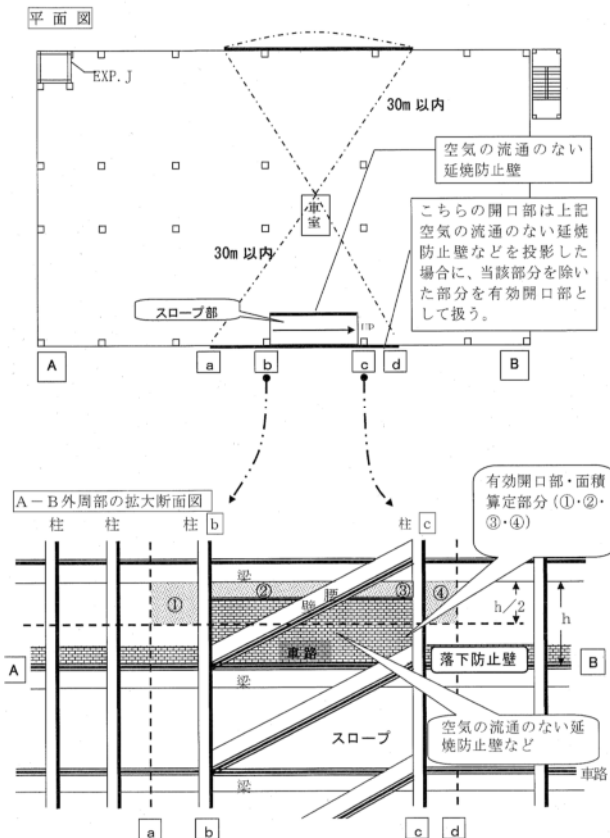 平面図
EXP.J
30m 以内
空気の流通のない
延焼防止壁
車室
こちらの開口部は上記
空気の流通のない延焼
防止壁などを投影した
場合に、当該部分を除い
た部分を有効開口部と
して扱う。
30m 以内
スロープ部
UP
A
a
b
c
d
B
A－B外周部の拡大断面図
有効開口部・面積
算定部分（①・②・
③・④）
柱
柱
柱
b
柱
c
梁
①
②
壁
腰
③
④
h/2
h
A
車路
落下防止壁
B
梁
梁
スロープ
空気の流通のない延
焼防止壁など
車路
梁
a
b
c
d